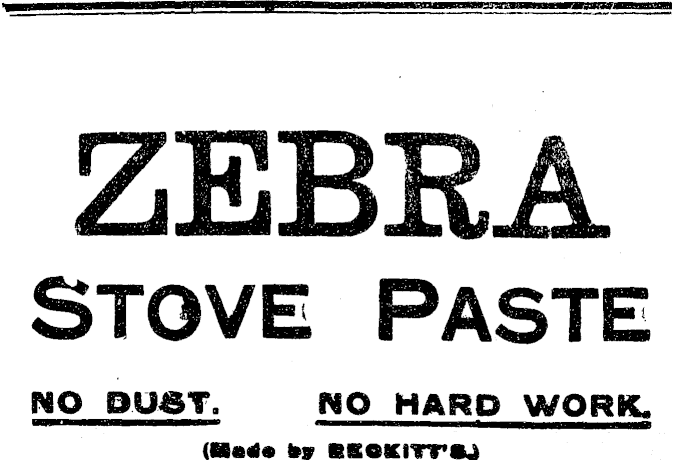 ZEBRA
STOVE PASTE
NO DUST. NO HARD WORK.
(Made by RECKITT'S.)